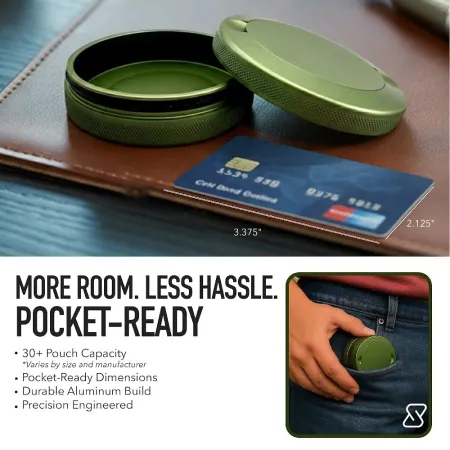 3.375"
2.125"
MORE ROOM. LESS HASSLE.
POCKET-READY
• 30+ Pouch Capacity
*Varies by size and manufacturer
• Pocket-Ready Dimensions
• Durable Aluminum Build
• Precision Engineered